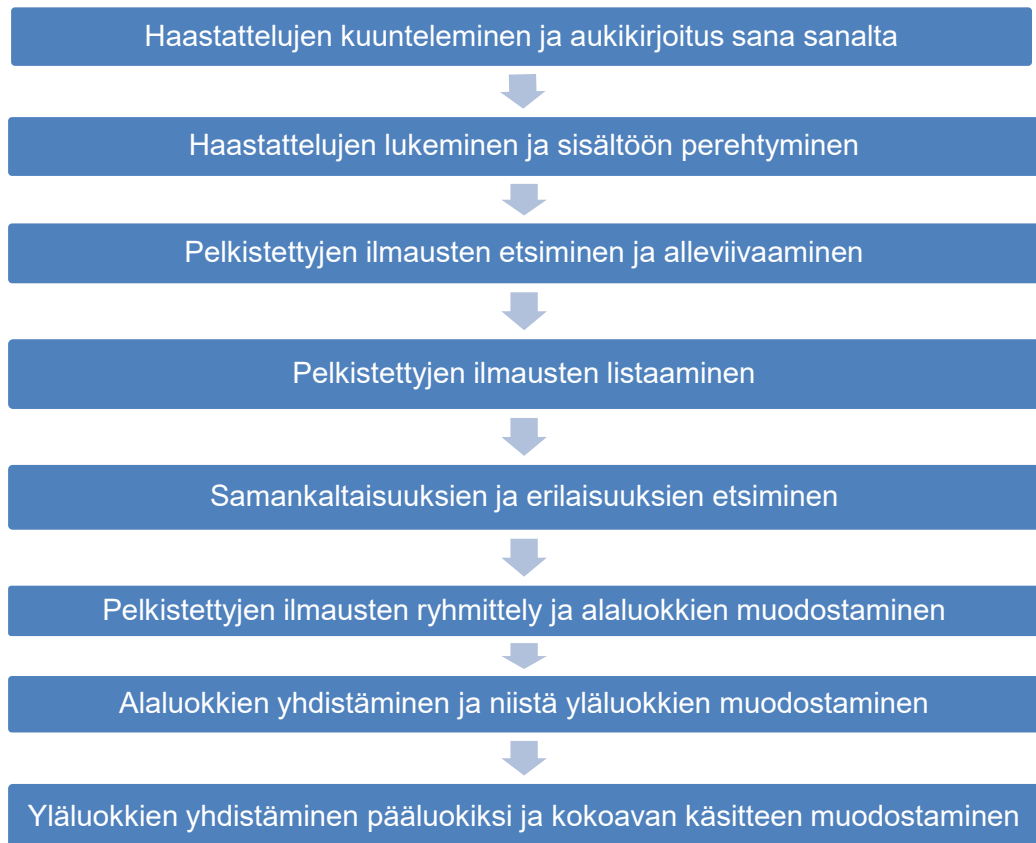 Haastattelujen kuunteleminen ja aukikirjoitus sana sanalta
Haastattelujen lukeminen ja sisältöön perehtyminen
Pelkistettyjen ilmausten etsiminen ja alleviivaaminen
Pelkistettyjen ilmausten listaaminen
Samankaltaisuuksien ja erilaisuuksien etsiminen
Pelkistettyjen ilmausten ryhmittely ja alaluokkien muodostaminen
Alaluokkien yhdistäminen ja niistä yläluokkien muodostaminen
Yläluokkien yhdistäminen pääluokiksi ja kokoavan käsitteen muodostaminen